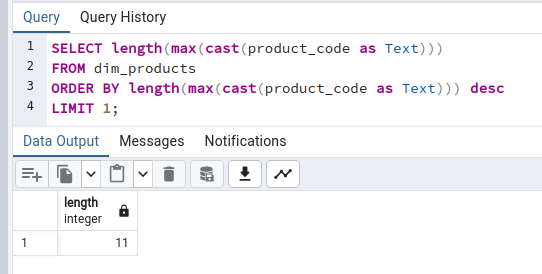 Query Query History
1 SELECT length(max(cast(product_code as Text)))
2 FROM dim_products
3 ORDER BY length(max(cast(product_code as Text))) desc
4 LIMIT 1;
Data Output Messages Notifications
length
integer
1 11